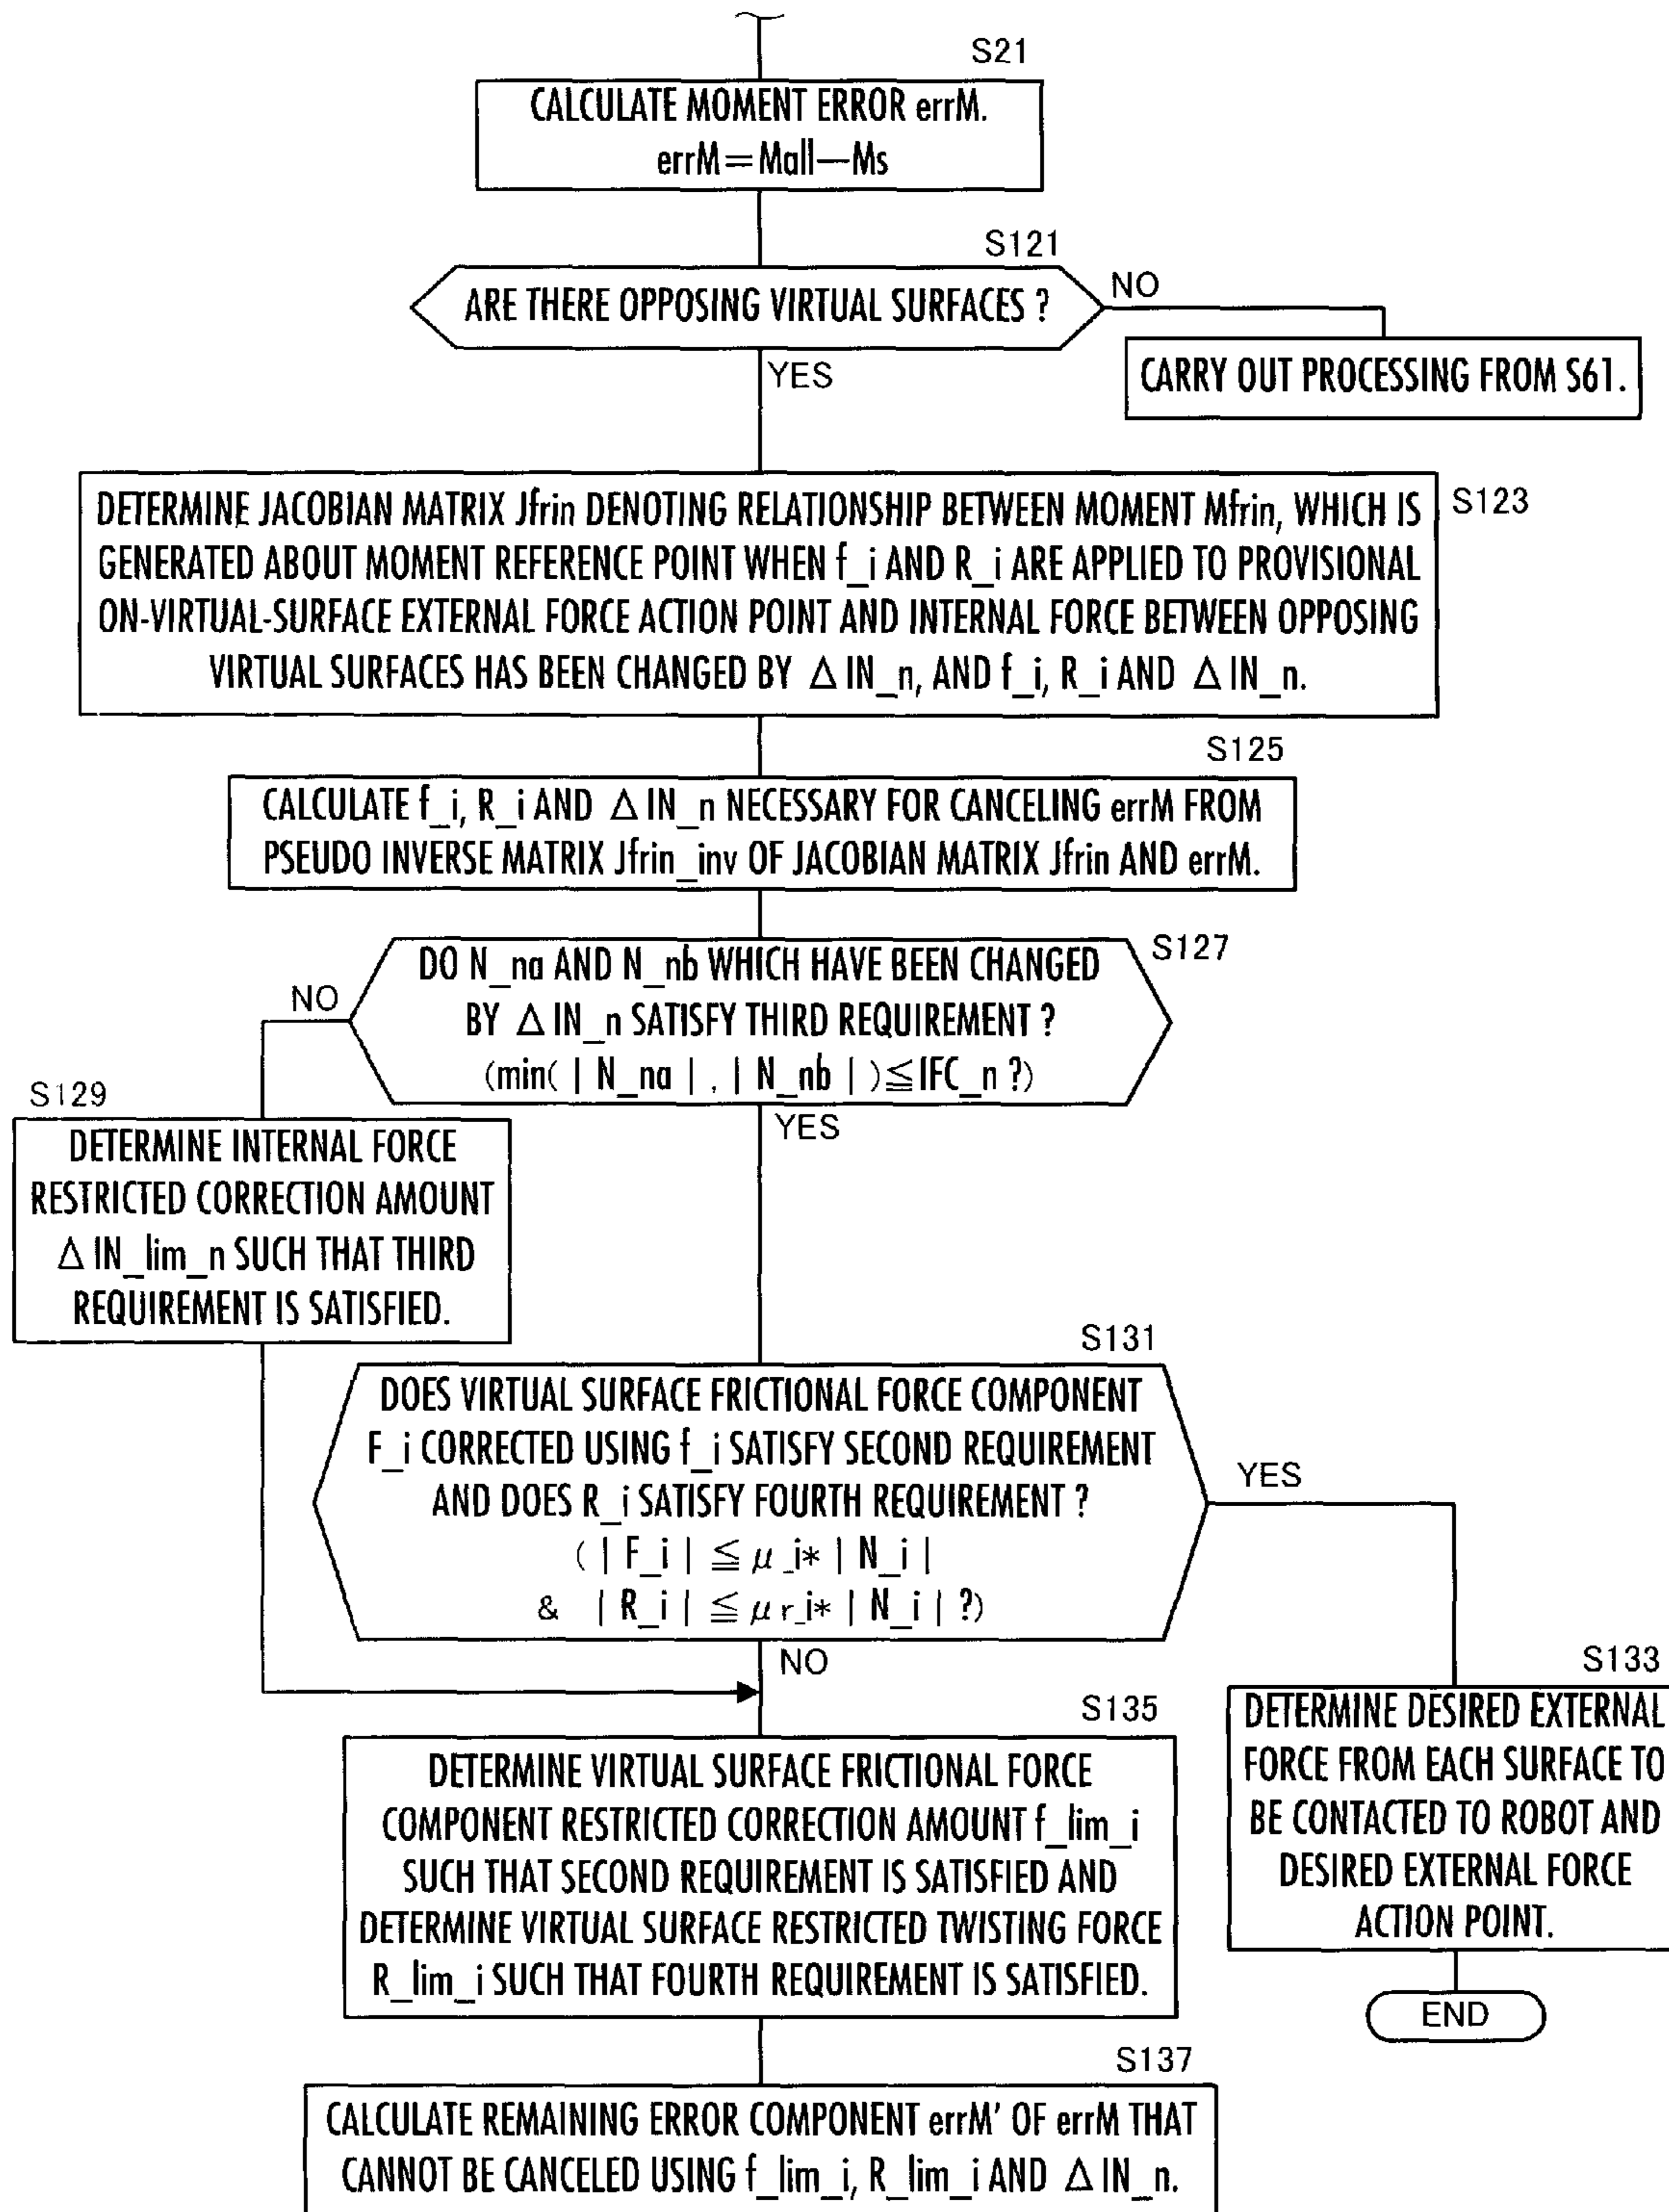 S21
CALCULATE MOMENT ERROR errM.
errM=Mall—Ms
S121
ARE THERE OPPOSING VIRTUAL SURFACES ?
NO
CARRY OUT PROCESSING FROM S61.
YES
S123
DETERMINE JACOBIAN MATRIX Jfrin DENOTING RELATIONSHIP BETWEEN MOMENT Mfrin, WHICH IS
GENERATED ABOUT MOMENT REFERENCE POINT WHEN f_i AND R_i ARE APPLIED TO PROVISIONAL
ON-VIRTUAL-SURFACE EXTERNAL FORCE ACTION POINT AND INTERNAL FORCE BETWEEN OPPOSING
VIRTUAL SURFACES HAS BEEN CHANGED BY △ IN_n, AND f_i, R_i AND △ IN_n.
S125
CALCULATE f_i, R_i AND △ IN_n NECESSARY FOR CANCELING errM FROM
PSEUDO INVERSE MATRIX Jfrin_inv OF JACOBIAN MATRIX Jfrin AND errM.
S127
DO N_na AND N_nb WHICH HAVE BEEN CHANGED
BY △ IN_n SATISFY THIRD REQUIREMENT ?
(min( | N_na | , | N_nb | )≦IFC_n ?)
NO
YES
S129
DETERMINE INTERNAL FORCE
RESTRICTED CORRECTION AMOUNT
△ IN_lim_n SUCH THAT THIRD
REQUIREMENT IS SATISFIED.
S131
DOES VIRTUAL SURFACE FRICTIONAL FORCE COMPONENT
F_i CORRECTED USING f_i SATISFY SECOND REQUIREMENT
AND DOES R_i SATISFY FOURTH REQUIREMENT ?
( | F_i | ≦ μ_i* | N_i |
& | R_i | ≦ μ r_i* | N_i | ?)
YES
NO
S133
DETERMINE DESIRED EXTERNAL
FORCE FROM EACH SURFACE TO
BE CONTACTED TO ROBOT AND
DESIRED EXTERNAL FORCE
ACTION POINT.
END
S135
DETERMINE VIRTUAL SURFACE FRICTIONAL FORCE
COMPONENT RESTRICTED CORRECTION AMOUNT f_lim_i
SUCH THAT SECOND REQUIREMENT IS SATISFIED AND
DETERMINE VIRTUAL SURFACE RESTRICTED TWISTING FORCE
R_lim_i SUCH THAT FOURTH REQUIREMENT IS SATISFIED.
S137
CALCULATE REMAINING ERROR COMPONENT errM' OF errM THAT
CANNOT BE CANCELED USING f_lim_i, R_lim_i AND △ IN_n.